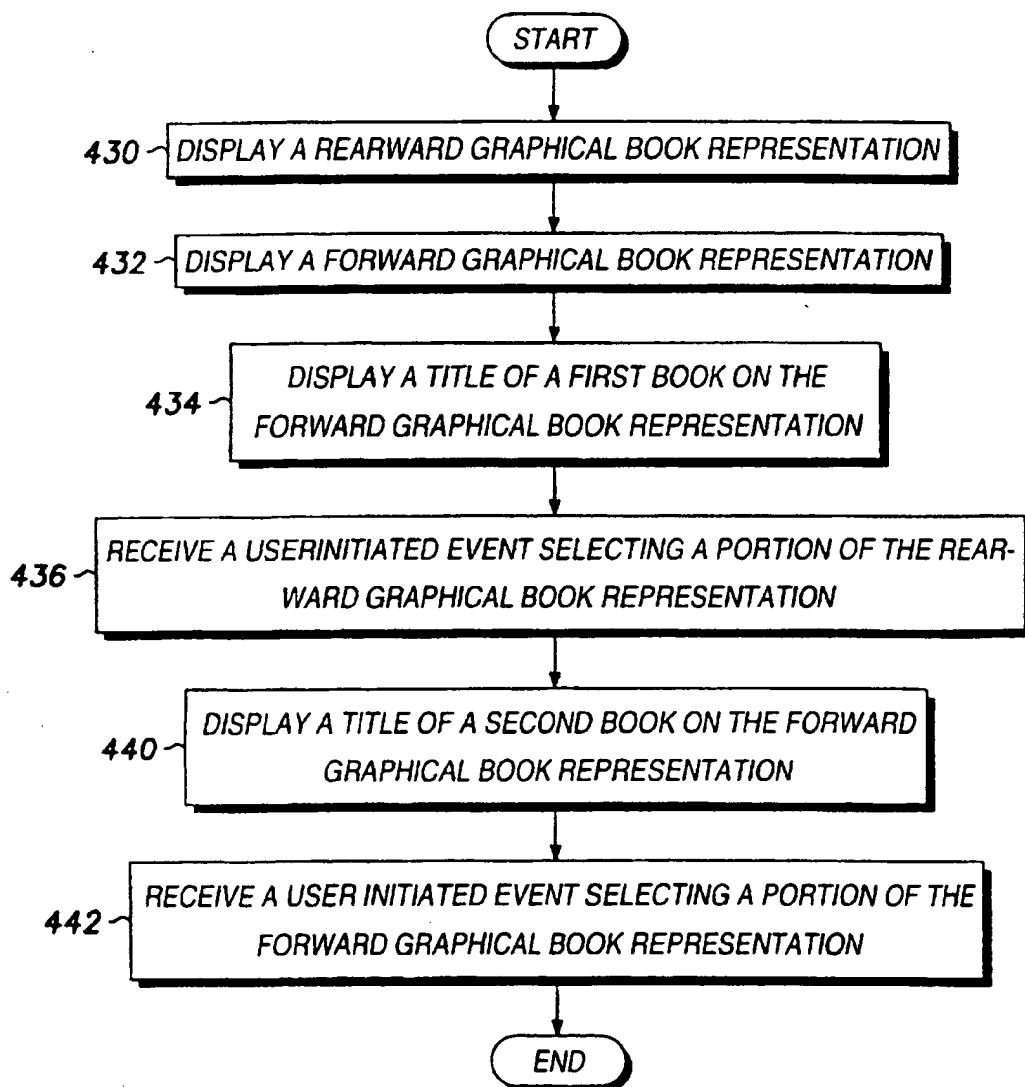 START
430 DISPLAY A REARWARD GRAPHICAL BOOK REPRESENTATION
432 DISPLAY A FORWARD GRAPHICAL BOOK REPRESENTATION
DISPLAY A TITLE OF A FIRST BOOK ON THE
434
FORWARD GRAPHICAL BOOK REPRESENTATION
RECEIVE A USERINITIATED EVENT SELECTING A PORTION OF THE REAR-
436
WARD GRAPHICAL BOOK REPRESENTATION
DISPLAY A TITLE OF A SECOND BOOK ON THE FORWARD
440
GRAPHICAL BOOK REPRESENTATION
RECEIVE A USER INITIATED EVENT SELECTING A PORTION OF THE
442
FORWARD GRAPHICAL BOOK REPRESENTATION
END